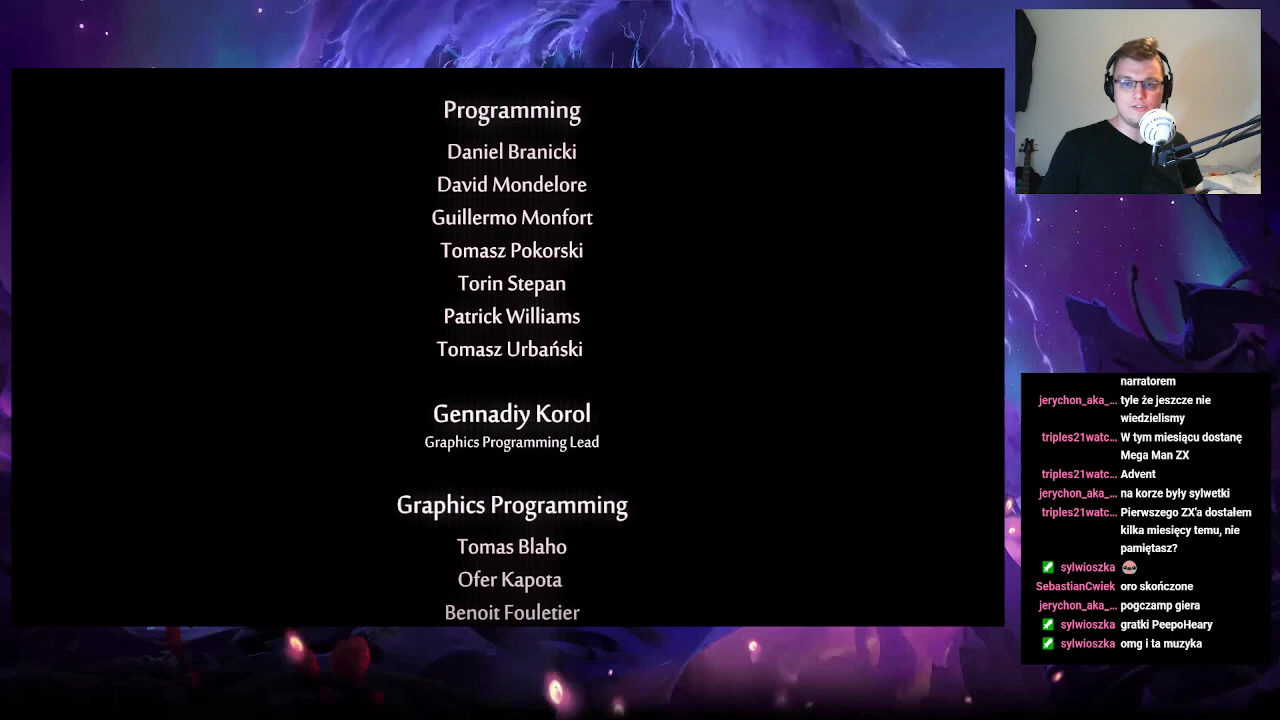 Programming
Daniel Branicki
David Mondelore
Guillermo Monfort
Tomasz Pokorski
Torin Stepan
Patrick Williams
Tomasz Urbański
Gennadiy Korol
Graphics Programming Lead
Graphics Programming
Tomas Blaho
Ofer Kapota
Benoit Fouletier
narratorem
jerychon_aka_... tyle że jeszcze nie
wiedzielismy
triples21watc... W tym miesiącu dostanę
Mega Man ZX
triples21watc... Advent
jerychon_aka_... na korze były sylwetki
triples21watc... Pierwszego ZX'a dostałem
kilka miesięcy temu, nie
pamiętasz?
sylwioszka
SebastianCwiek oro skończone
jerychon_aka_... pogczamp giera
sylwioszka gratki PeepoHeary
sylwioszka omg i ta muzyka